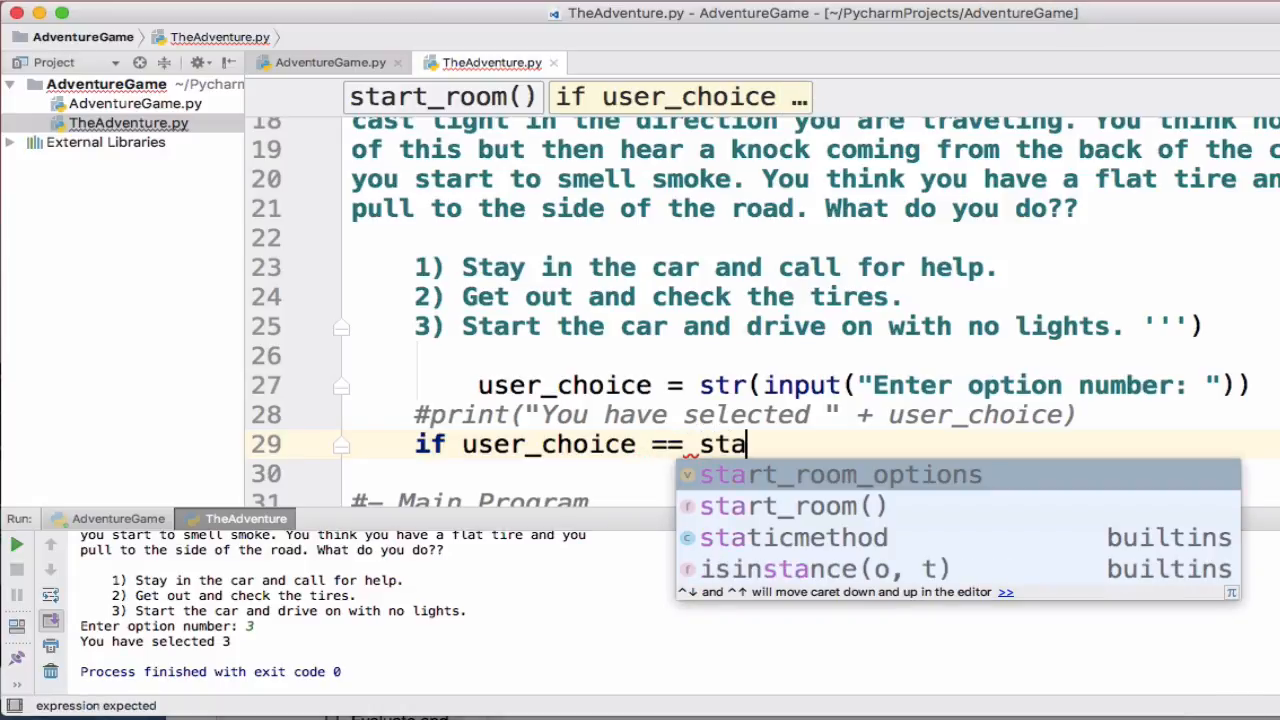 TheAdventure.py - AdventureGame - [~/PycharmProjects/AdventureGame]
AdventureGame
TheAdventure.py
Project
AdventureGame.py
TheAdventure.py
AdventureGame ~/Pycharm
AdventureGame.py
TheAdventure.py
External Libraries
start_room()
if user_choice ...
18 cast light in the direction you are traveling. You think no
19 of this but then hear a knock coming from the back of the c
20 you start to smell smoke. You think you have a flat tire an
21 pull to the side of the road. What do you do??
22
23 1) Stay in the car and call for help.
24 2) Get out and check the tires.
25 3) Start the car and drive on with no lights. ''')
26
27 user_choice = str(input("Enter option number: "))
28 #print("You have selected " + user_choice)
29 if user_choice == sta
30
31 #— Main Program
v start_room_options
f start_room()
c staticmethod builtins
f isinstance(o, t) builtins
^↓ and ^↑ will move caret down and up in the editor >> π
Run: AdventureGame TheAdventure
you start to smell smoke. You think you have a flat tire and you
pull to the side of the road. What do you do??
1) Stay in the car and call for help.
2) Get out and check the tires.
3) Start the car and drive on with no lights.
Enter option number: 3
You have selected 3
Process finished with exit code 0
>>
expression expected